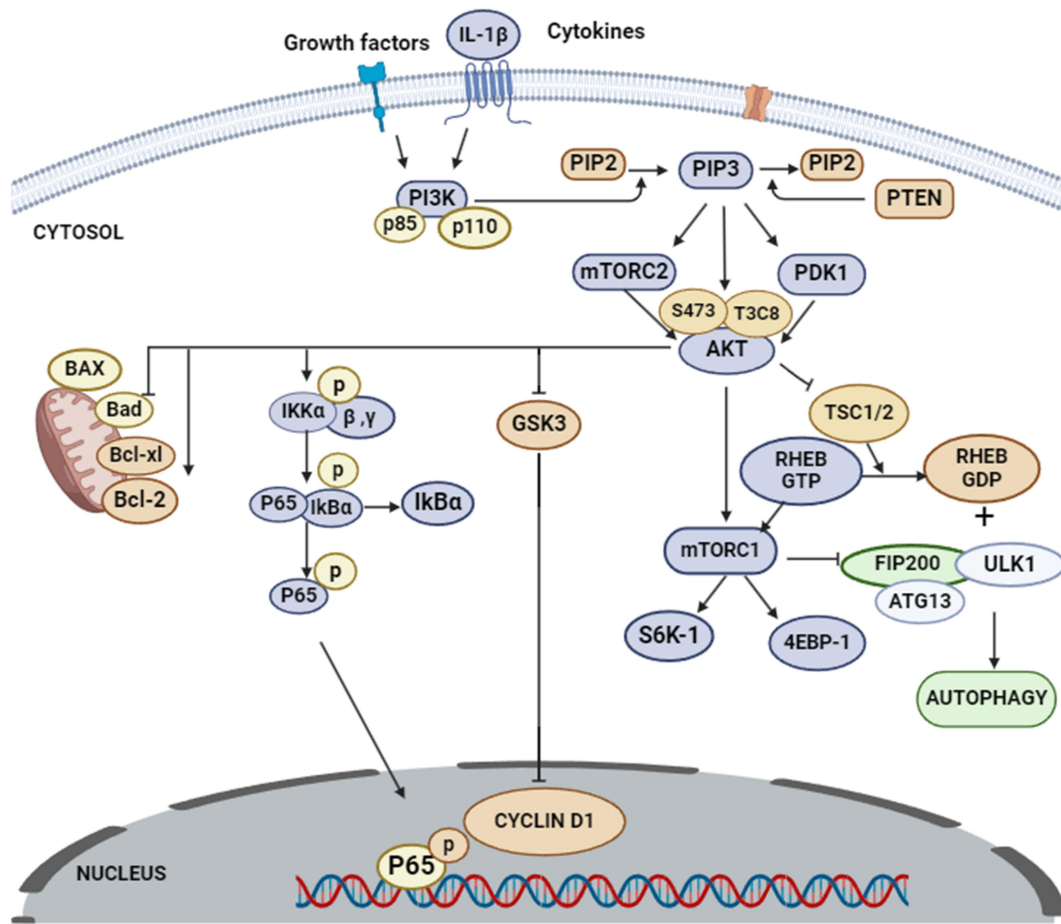 Growth factors
IL-1β
Cytokines
CYTOSOL
PI3K
p85
p110
PIP2
PIP3
PIP2
PTEN
mTORC2
PDK1
S473
T3C8
AKT
BAX
Bad
Bcl-xl
Bcl-2
p
IKKα
β ,γ
p
P65
IkBα
IkBα
p
P65
GSK3
TSC1/2
RHEB
GTP
RHEB
GDP
+
mTORC1
FIP200
ULK1
ATG13
S6K-1
4EBP-1
AUTOPHAGY
CYCLIN D1
p
P65
NUCLEUS